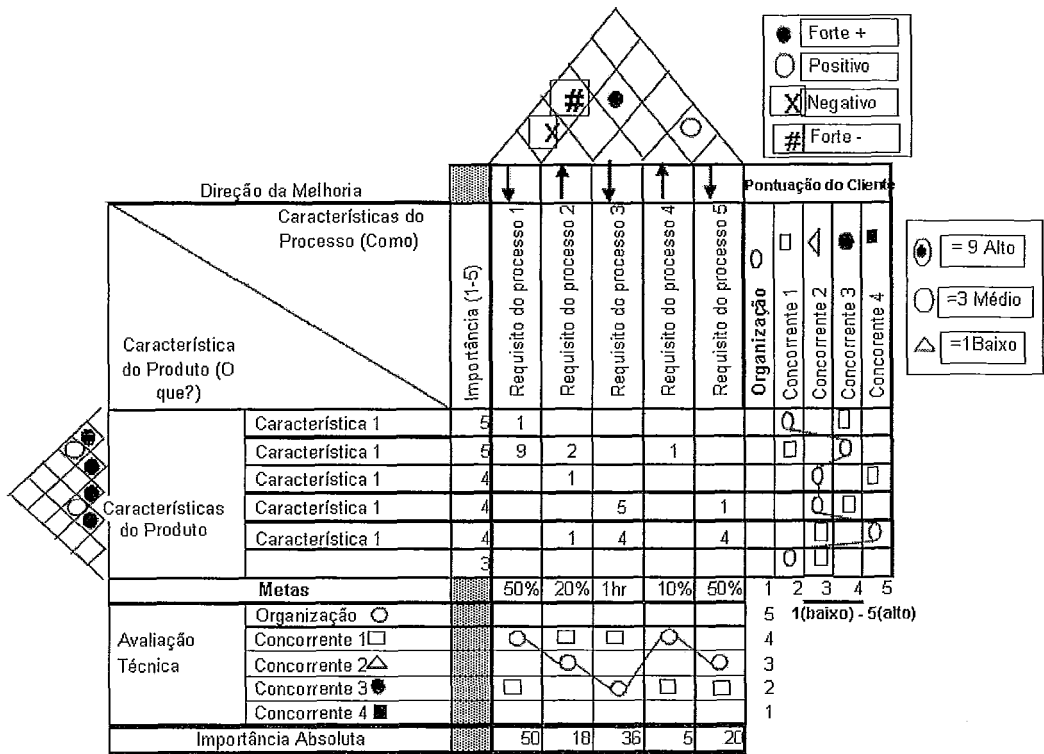 Forte +
Positivo
X Negativo
# Forte -
#
X
Direção da Melhoria
Pontuação do Cliente
Características do
Processo (Como)
Característica
do Produto (O
que?)
Importância (1-5)
Requisito do processo 1
Requisito do processo 2
Requisito do processo 3
Requisito do processo 4
Requisito do processo 5
Organização
Concorrente 1
Concorrente 2
Concorrente 3
Concorrente 4
= 9 Alto
=3 Médio
=1Baixo
Características
do Produto
Característica 1 5 1
Característica 1 5 9 2 1
Característica 1 4 1
Característica 1 4 5 1
Característica 1 4 1 4 4
3
Metas 50% 20% 1hr 10% 50% 1 2 3 4 5
1(baixo) - 5(alto)
Avaliação
Técnica
Organização 5
Concorrente 1 4
Concorrente 2 3
Concorrente 3 2
Concorrente 4 1
Importância Absoluta 50 18 36 5 20